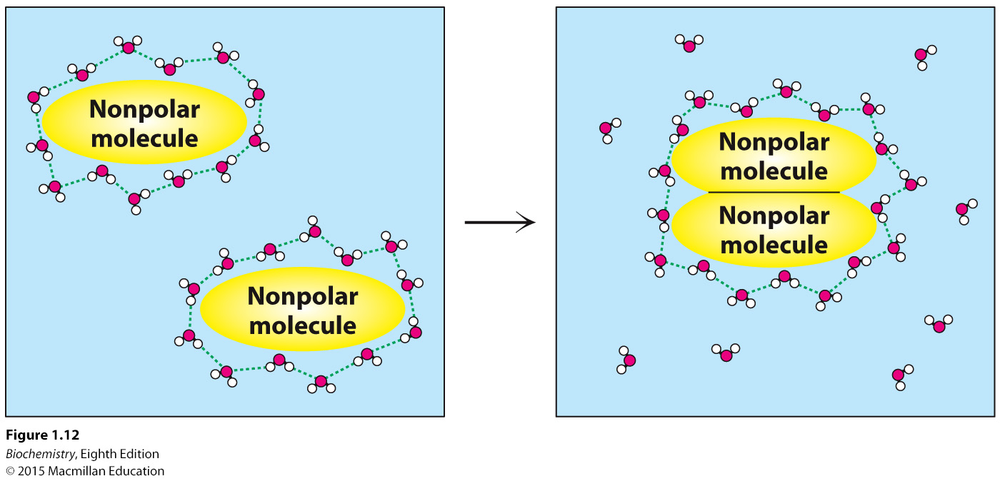 Nonpolar
molecule
Nonpolar
molecule
Nonpolar
molecule
Nonpolar
molecule
Figure 1.12
Biochemistry, Eighth Edition
© 2015 Macmillan Education